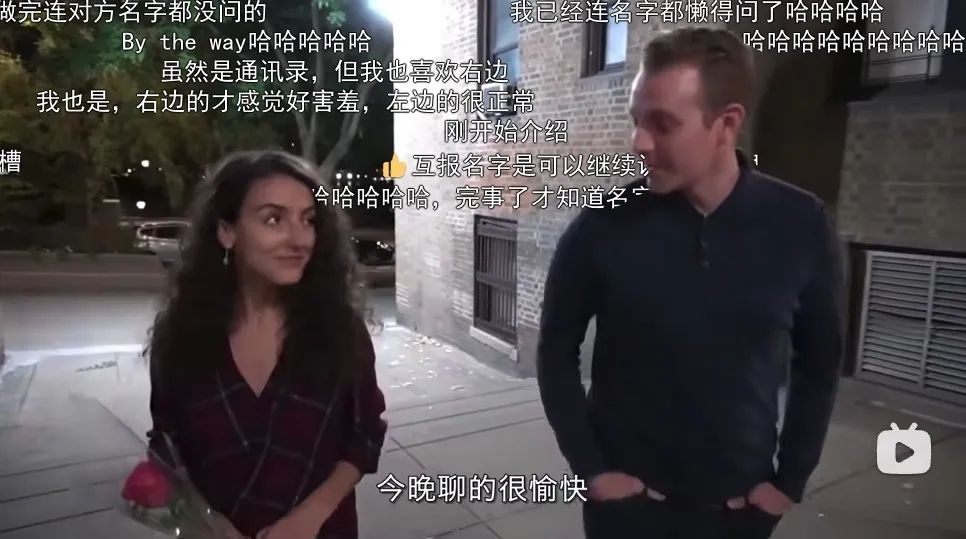 做完连对方名字都没问的
我已经连名字都懒得问了哈哈哈哈
By the way哈哈哈哈哈
哈哈哈哈哈哈哈哈哈
虽然是通讯录，但我也喜欢右边
我也是，右边的才感觉好害羞，左边的很正常
刚开始介绍
槽
👍互报名字是可以继续
哈哈哈哈哈，完事了才知道名字
今晚聊的很愉快